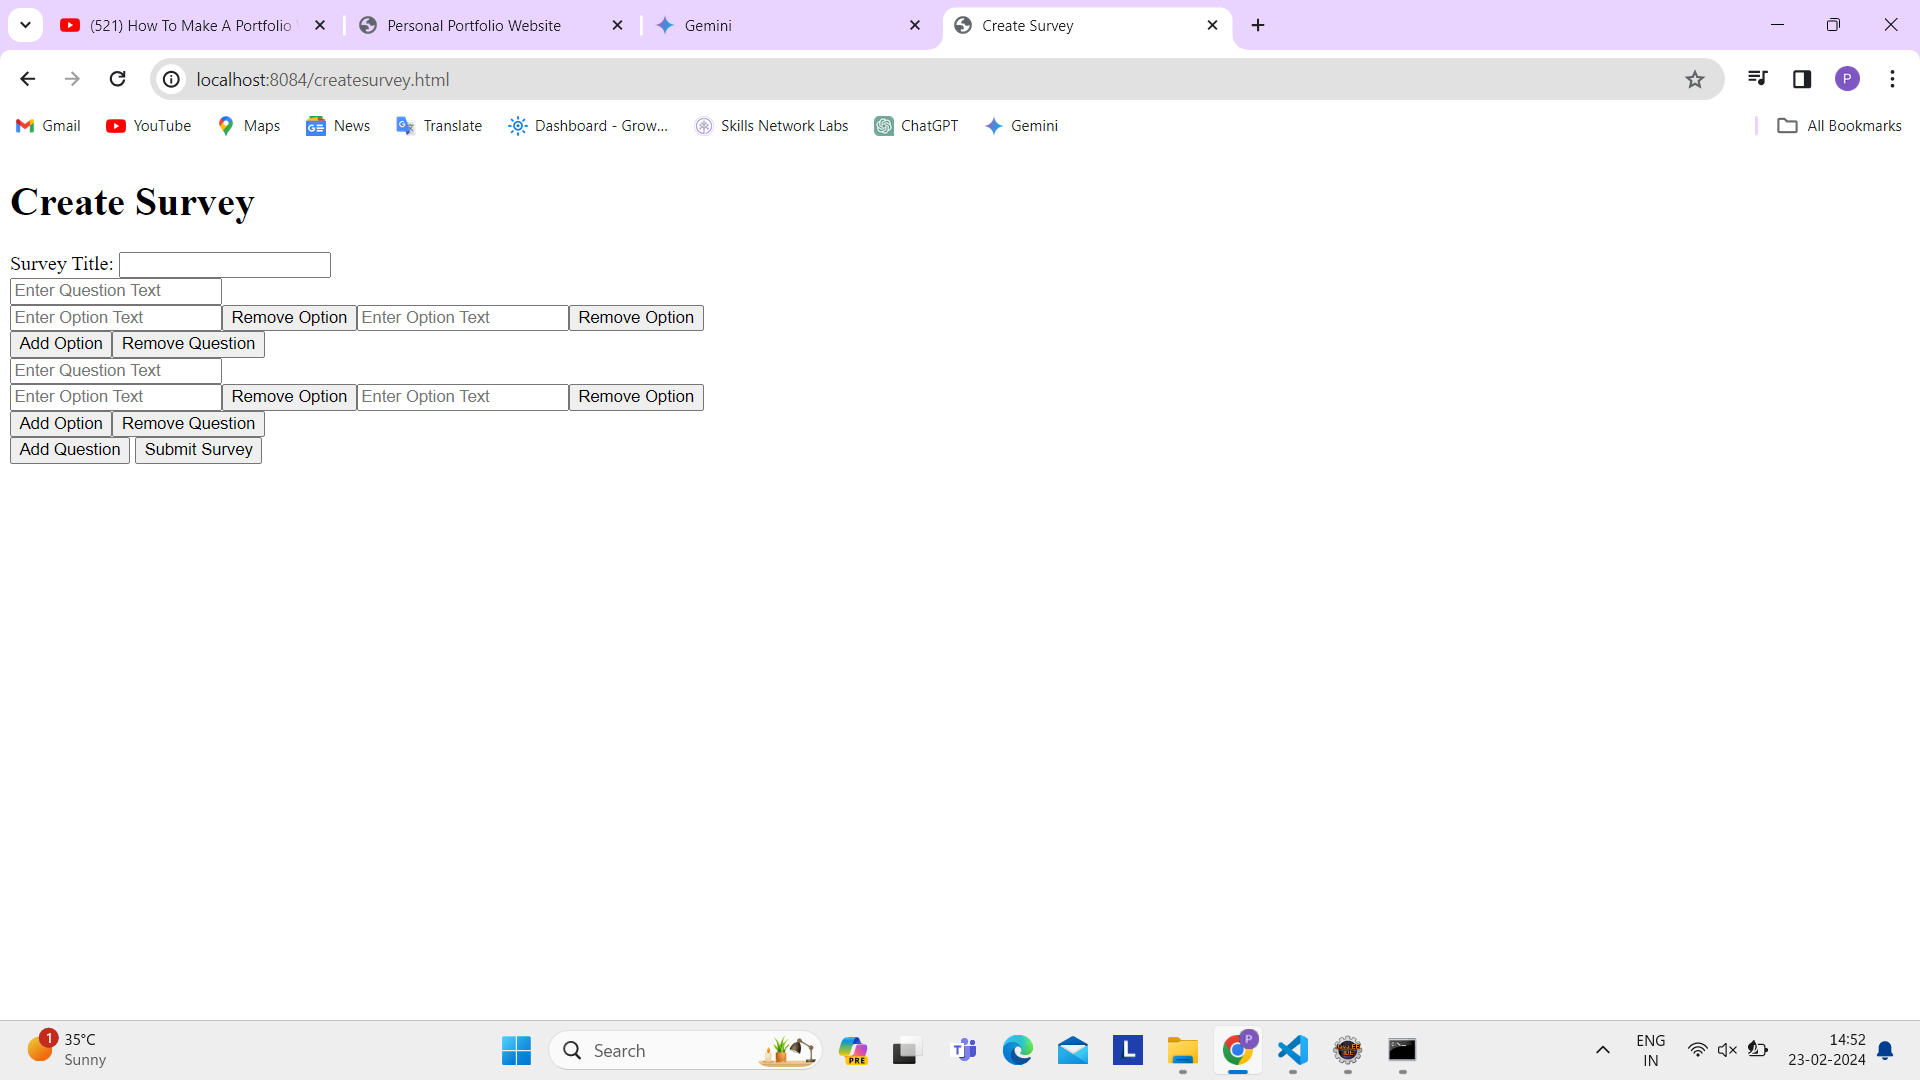 (521) How To Make A Portfolio
Personal Portfolio Website
Gemini
Create Survey
localhost:8084/createsurvey.html
P
Gmail
YouTube
Maps
News
Translate
Dashboard - Grow...
Skills Network Labs
ChatGPT
Gemini
All Bookmarks
Create Survey
Survey Title:
Enter Question Text
Enter Option Text Remove Option Enter Option Text Remove Option
Add Option Remove Question
Enter Question Text
Enter Option Text Remove Option Enter Option Text Remove Option
Add Option Remove Question
Add Question Submit Survey
1
35°C
Sunny
Search
PRE
L
P
ENG
IN
14:52
23-02-2024